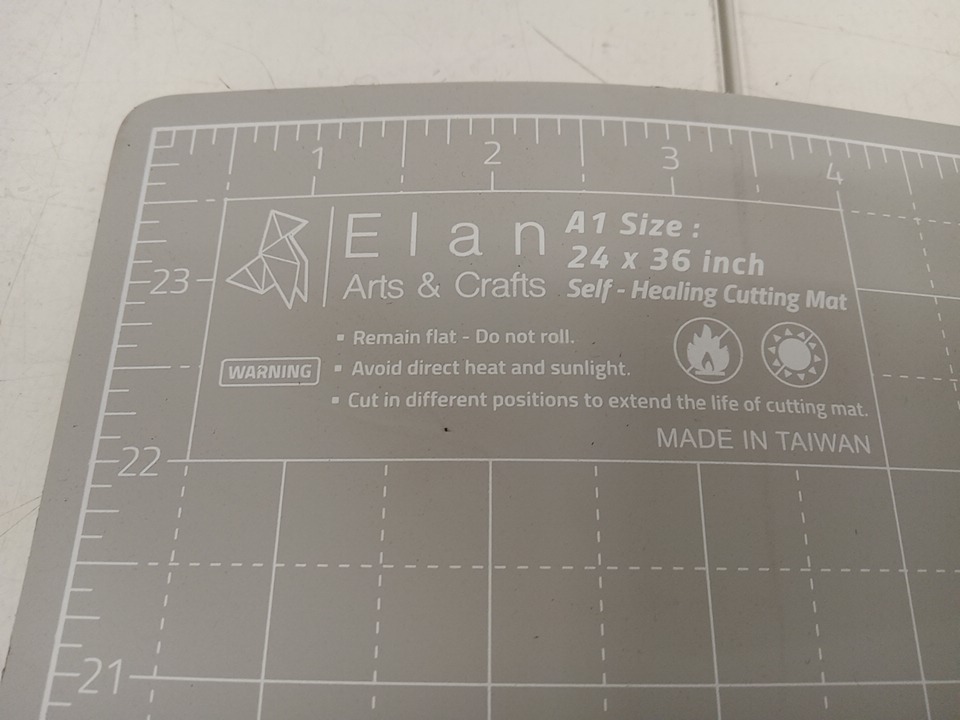 1 2 3 4
Elan
Arts & Crafts
A1 Size :
24 x 36 inch
Self - Healing Cutting Mat
23
WARNING
▪ Remain flat - Do not roll.
▪ Avoid direct heat and sunlight.
▪ Cut in different positions to extend the life of cutting mat.
MADE IN TAIWAN
22
21